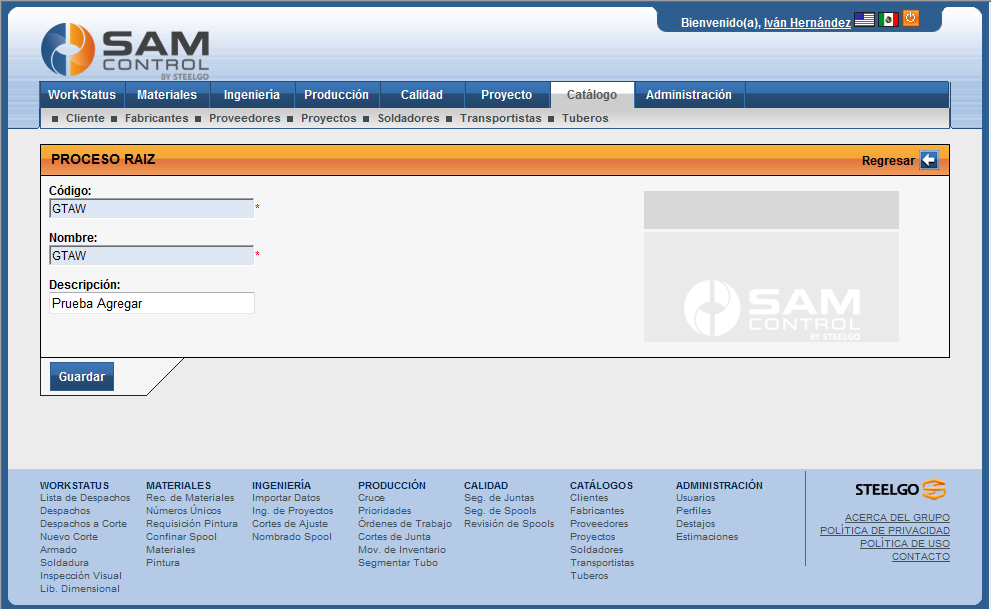 Bienvenido(a), Iván Hernández
SAM
CONTROL
BY STEELGO
WorkStatus Materiales Ingeniería Producción Calidad Proyecto Catálogo Administración
Cliente Fabricantes Proveedores Proyectos Soldadores Transportistas Tuberos
PROCESO RAIZ Regresar
Código:
GTAW *
Nombre:
GTAW *
Descripción:
Prueba Agregar
SAM
CONTROL
BY STEELGO
Guardar
WORKSTATUS
Lista de Despachos
Despachos
Despachos a Corte
Nuevo Corte
Armado
Soldadura
Inspección Visual
Lib. Dimensional
MATERIALES
Rec. de Materiales
Números Únicos
Requisición Pintura
Confinar Spool
Materiales
Pintura
INGENIERÍA
Importar Datos
Ing. de Proyectos
Cortes de Ajuste
Nombrado Spool
PRODUCCIÓN
Cruce
Prioridades
Órdenes de Trabajo
Cortes de Junta
Mov. de Inventario
Segmentar Tubo
CALIDAD
Seg. de Juntas
Seg. de Spools
Revisión de Spools
CATÁLOGOS
Clientes
Fabricantes
Proveedores
Proyectos
Soldadores
Transportistas
Tuberos
ADMINISTRACIÓN
Usuarios
Perfiles
Destajos
Estimaciones
STEELGO
ACERCA DEL GRUPO
POLÍTICA DE PRIVACIDAD
POLÍTICA DE USO
CONTACTO